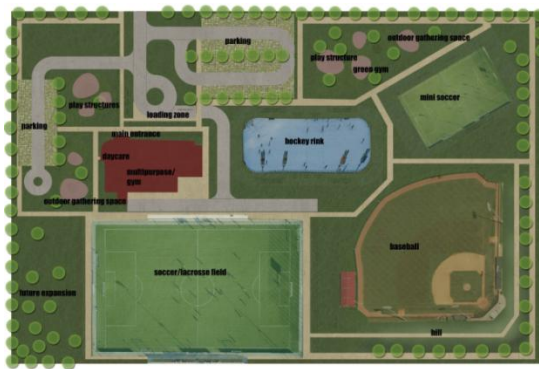 parking
outdoor gathering space
play structure
green gym
mini soccer
play structures
loading zone
parking
main entrance
hockey rink
daycare
multipurpose/
gym
outdoor gathering space
baseball
soccer/lacrosse field
future expansion
hill